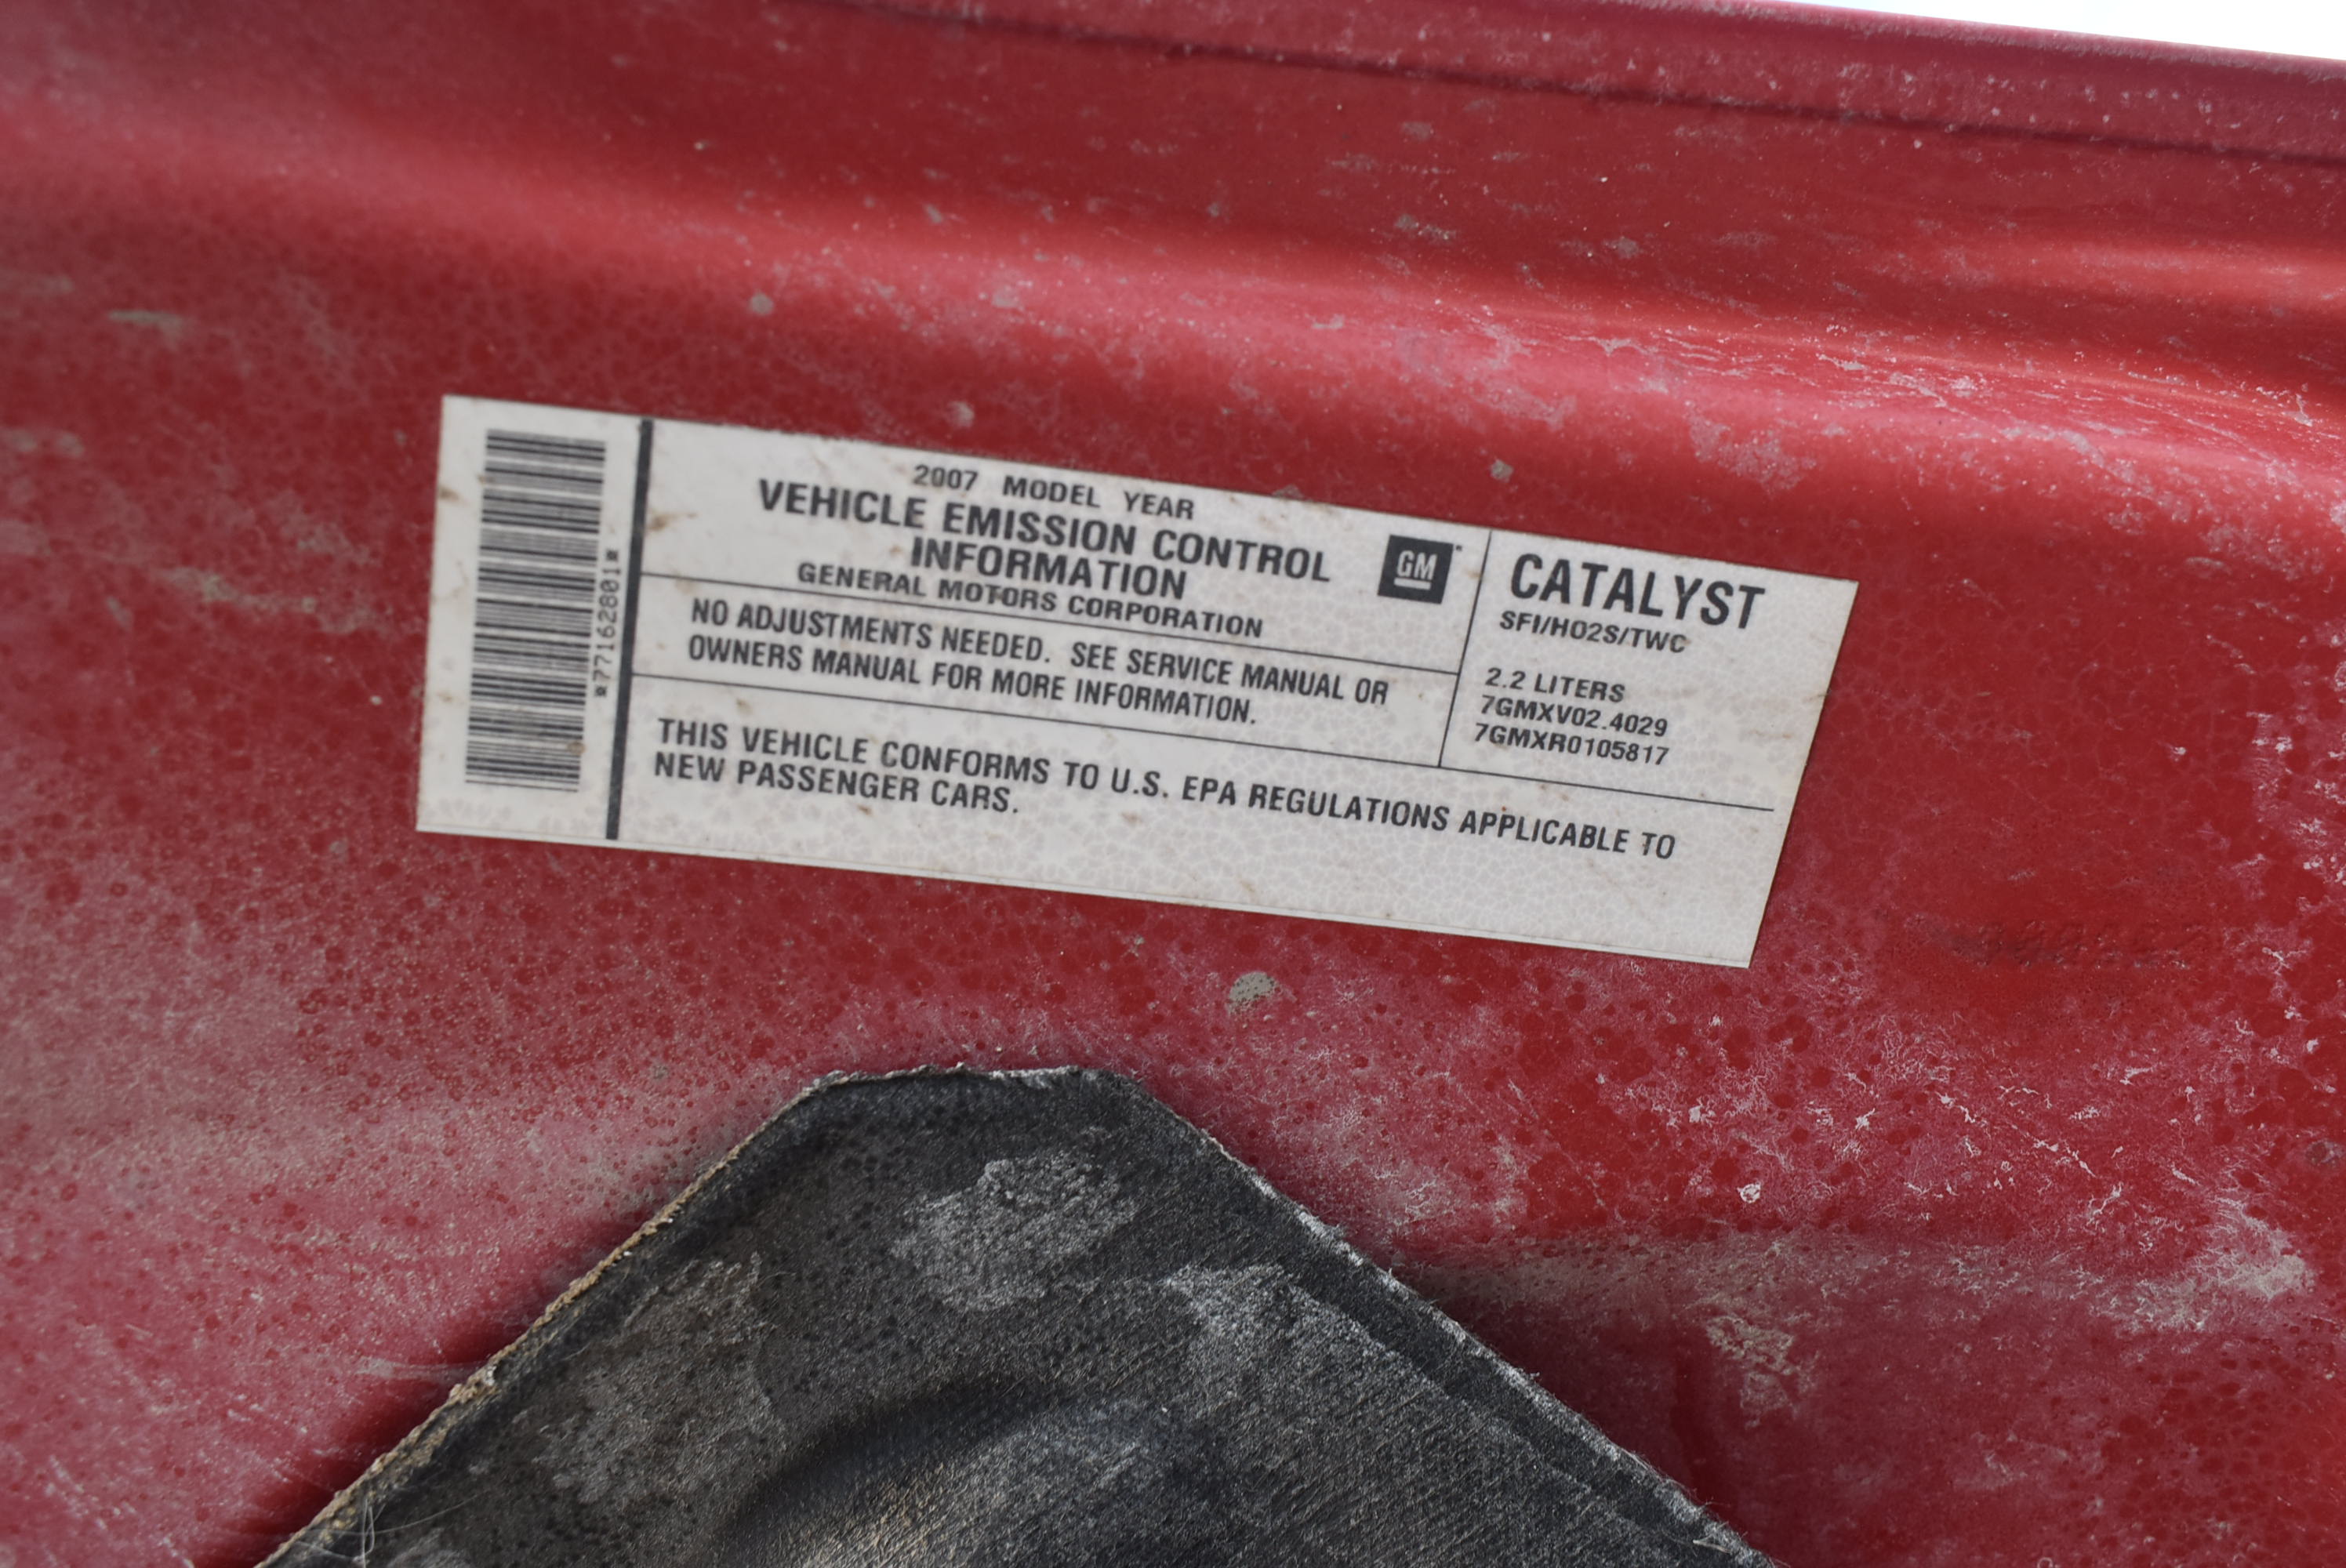 *77162801*
2007 MODEL YEAR
VEHICLE EMISSION CONTROL
INFORMATION
GENERAL MOTORS CORPORATION
GM
NO ADJUSTMENTS NEEDED. SEE SERVICE MANUAL OR
OWNERS MANUAL FOR MORE INFORMATION.
CATALYST
SFI/HO2S/TWC
2.2 LITERS
7GMXV02.4029
7GMXR0105817
THIS VEHICLE CONFORMS TO U.S. EPA REGULATIONS APPLICABLE TO
NEW PASSENGER CARS.